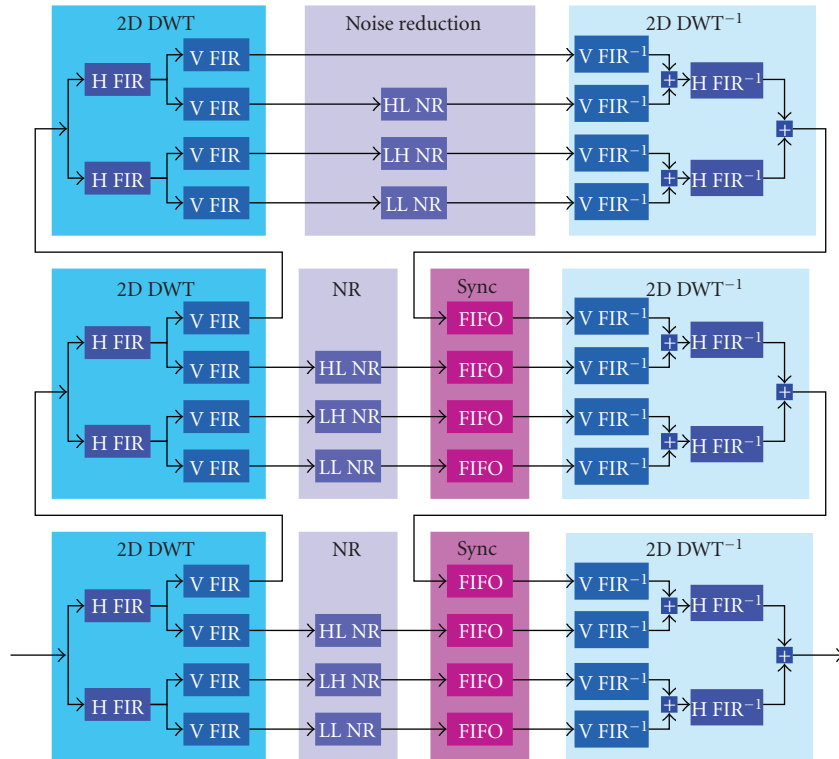 2D DWT
Noise reduction
2D DWT⁻¹
V FIR
V FIR⁻¹
H FIR
H FIR⁻¹
+
V FIR
HL NR
V FIR⁻¹
+
V FIR
LH NR
V FIR⁻¹
H FIR
+
H FIR⁻¹
V FIR
LL NR
V FIR⁻¹
2D DWT
NR
Sync
2D DWT⁻¹
V FIR
FIFO
V FIR⁻¹
H FIR
+
H FIR⁻¹
V FIR
HL NR
FIFO
V FIR⁻¹
+
V FIR
LH NR
FIFO
V FIR⁻¹
H FIR
+
H FIR⁻¹
V FIR
LL NR
FIFO
V FIR⁻¹
2D DWT
NR
Sync
2D DWT⁻¹
V FIR
FIFO
V FIR⁻¹
H FIR
+
H FIR⁻¹
V FIR
HL NR
FIFO
V FIR⁻¹
+
V FIR
LH NR
FIFO
V FIR⁻¹
H FIR
+
H FIR⁻¹
V FIR
LL NR
FIFO
V FIR⁻¹